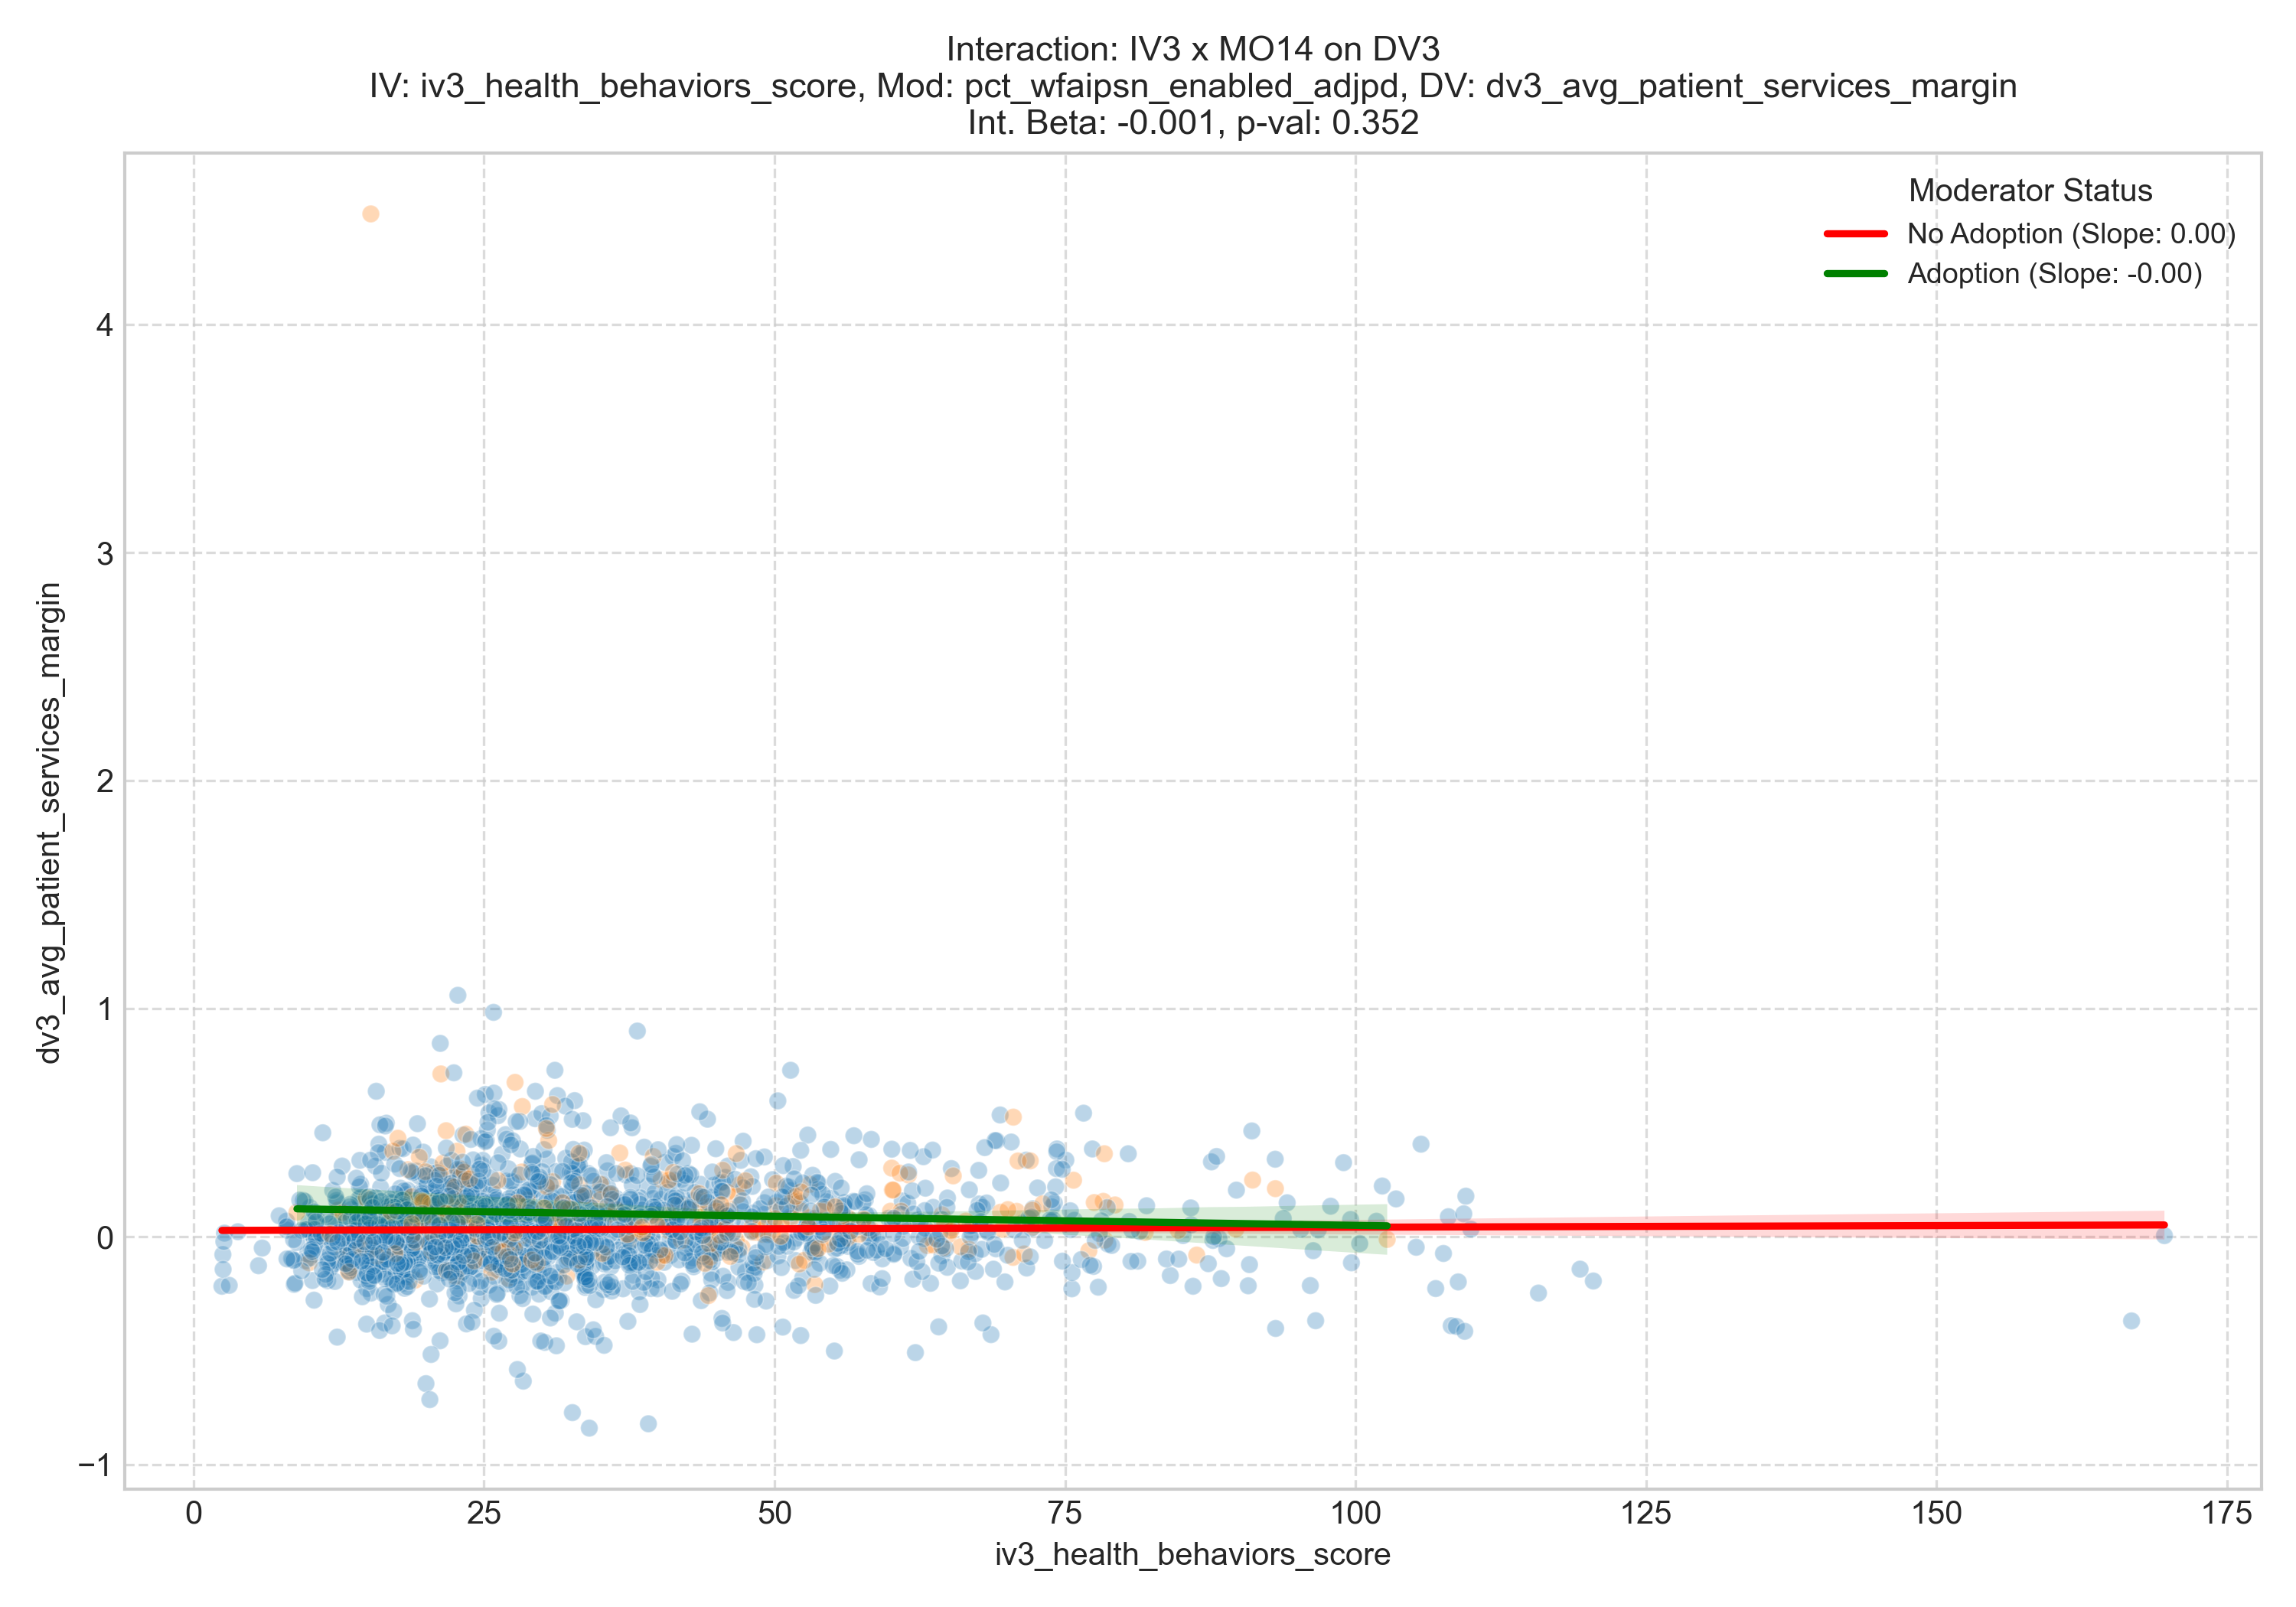 Interaction: IV3 x MO14 on DV3
IV: iv3_health_behaviors_score, Mod: pct_wfaipsn_enabled_adjpd, DV: dv3_avg_patient_services_margin
Int. Beta: -0.001, p-val: 0.352
Moderator Status
No Adoption (Slope: 0.00)
Adoption (Slope: -0.00)
dv3_avg_patient_services_margin
4
3
2
1
0
−1
0 25 50 75 100 125 150 175
iv3_health_behaviors_score